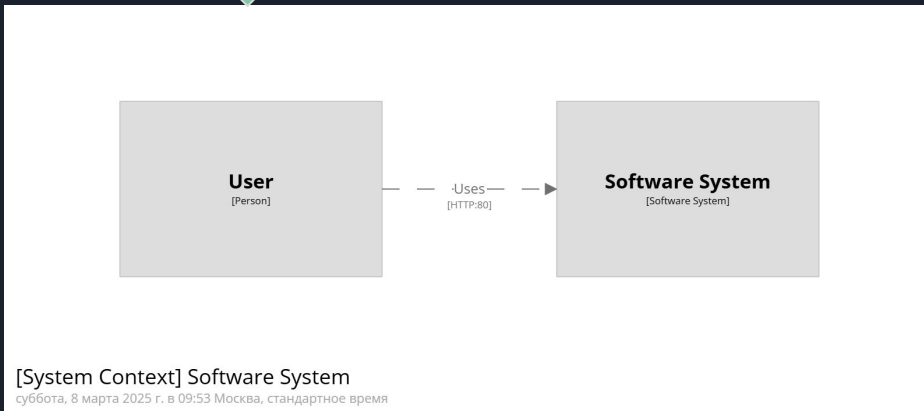 User
[Person]
Uses
[HTTP:80]
Software System
[Software System]
[System Context] Software System
суббота, 8 марта 2025 г. в 09:53 Москва, стандартное время